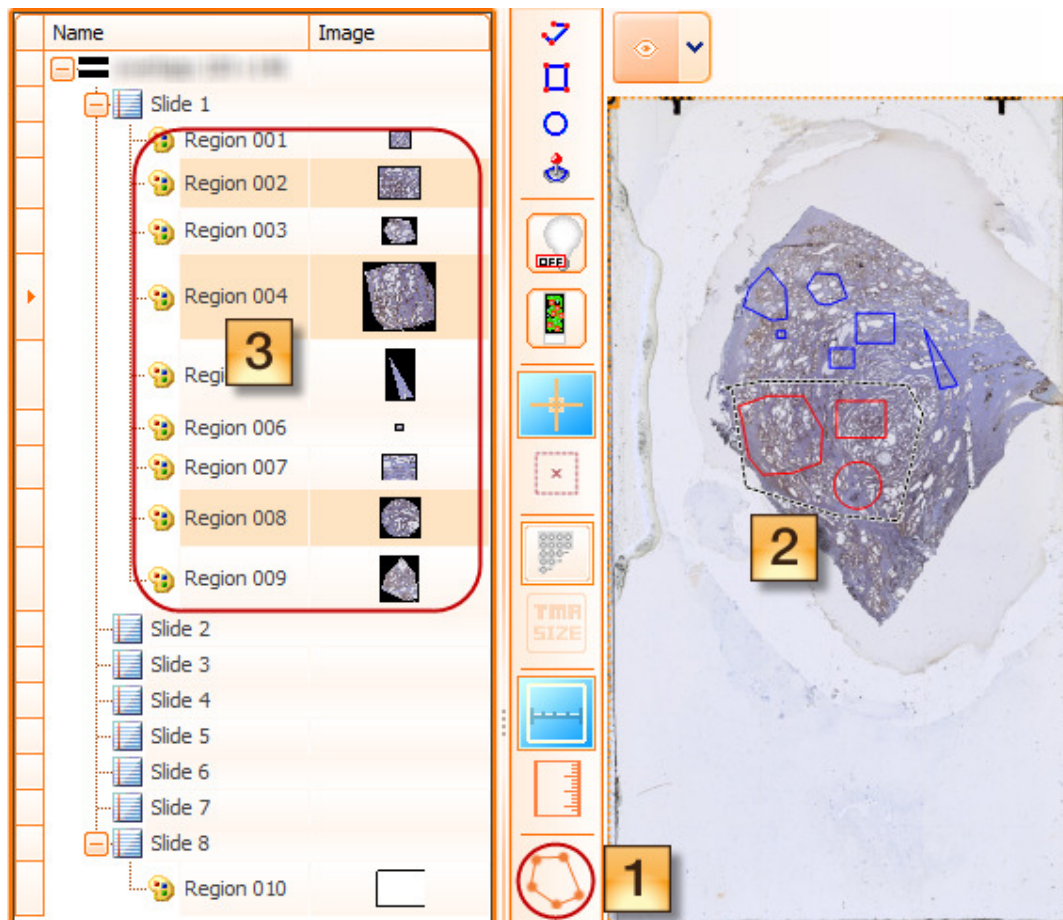 Name Image
Slide 1
Region 001
Region 002
Region 003
Region 004
3
Regi
Region 006
Region 007
Region 008
Region 009
Slide 2
Slide 3
Slide 4
Slide 5
Slide 6
Slide 7
Slide 8
Region 010
OFF
TMA
SIZE
1
2